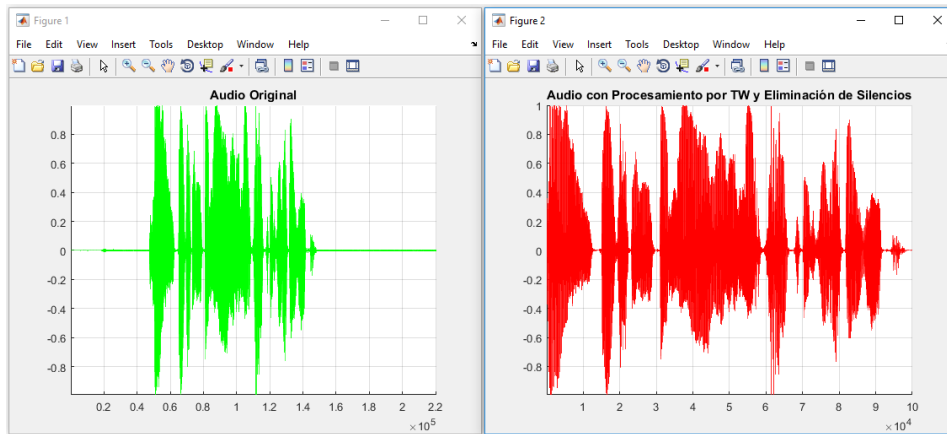 Figure 1
File Edit View Insert Tools Desktop Window Help
Audio Original
0.8
0.6
0.4
0.2
0
-0.2
-0.4
-0.6
-0.8
0.2 0.4 0.6 0.8 1 1.2 1.4 1.6 1.8 2 2.2
×10^5
Figure 2
File Edit View Insert Tools Desktop Window Help
Audio con Procesamiento por TW y Eliminación de Silencios
1
0.8
0.6
0.4
0.2
0
-0.2
-0.4
-0.6
-0.8
1 2 3 4 5 6 7 8 9 10
×10^4